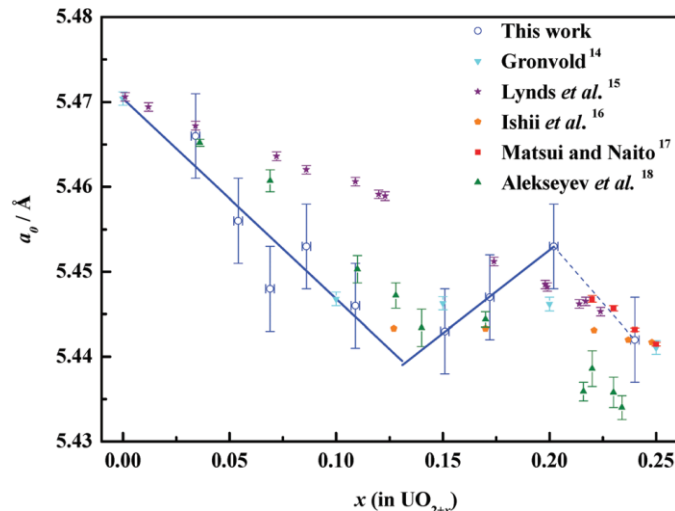 5.48
This work
Gronvold 14
Lynds et al. 15
Ishii et al. 16
Matsui and Naito 17
Alekseyev et al. 18
5.47
5.46
5.45
5.44
5.43
a₀ / Å
0.00 0.05 0.10 0.15 0.20 0.25
x (in UO₂₊ₓ)